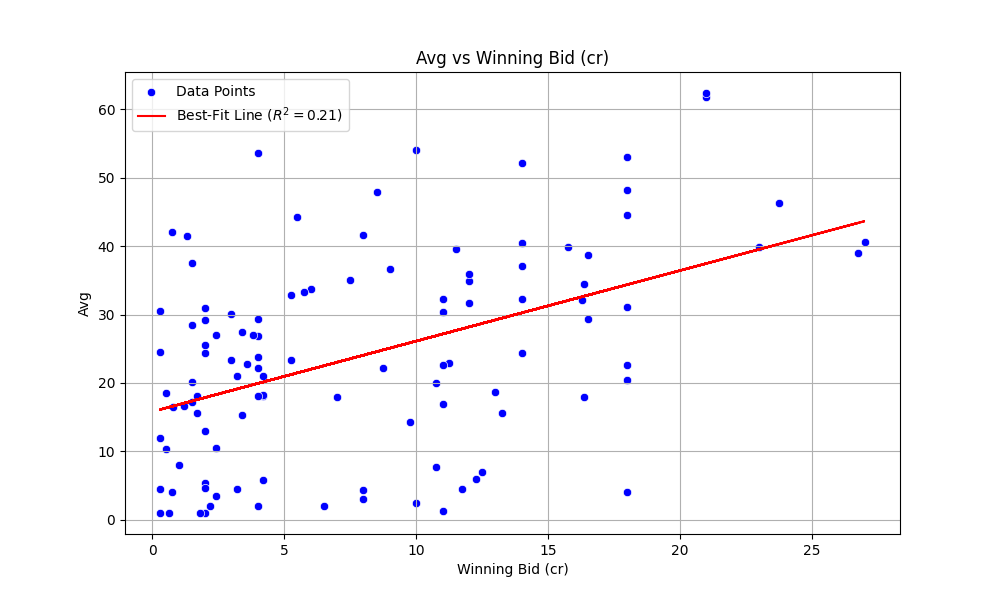 Avg vs Winning Bid (cr)
Data Points
Best-Fit Line (R² = 0.21)
60
50
40
30
20
10
0
Avg
0 5 10 15 20 25
Winning Bid (cr)